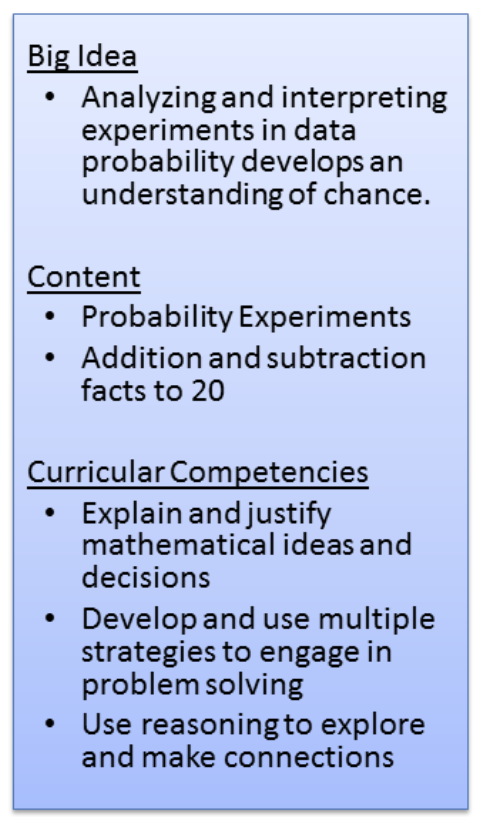 Big Idea
• Analyzing and interpreting
experiments in data
probability develops an
understanding of chance.
Content
• Probability Experiments
• Addition and subtraction
facts to 20
Curricular Competencies
• Explain and justify
mathematical ideas and
decisions
• Develop and use multiple
strategies to engage in
problem solving
• Use reasoning to explore
and make connections